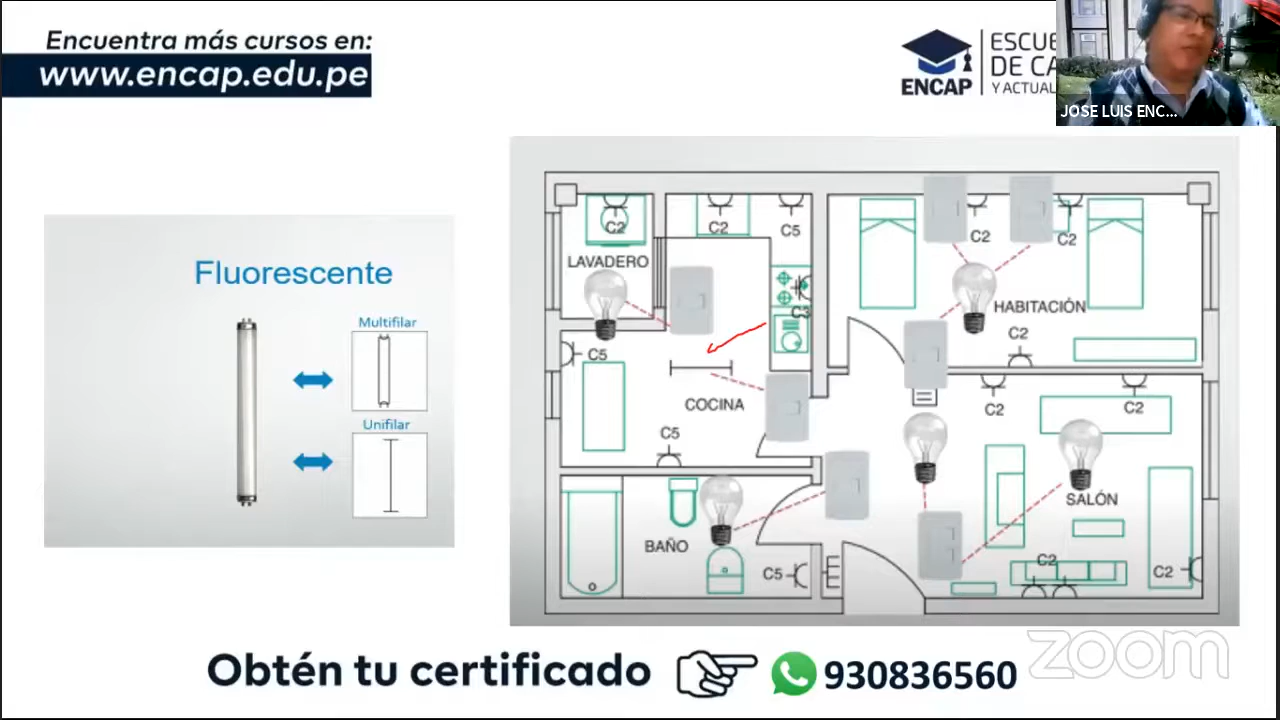 Encuentra más cursos en:
www.encap.edu.pe
ENCAP
ESCUE
DE CA
Y ACTUAL
JOSE LUIS ENC...
Fluorescente
Multifilar
Unifilar
C2
C2
C5
C2
C2
LAVADERO
C3
HABITACIÓN
C5
C2
COCINA
C2
C2
C5
SALÓN
BAÑO
C5
C2
C2
zoom
Obtén tu certificado
930836560